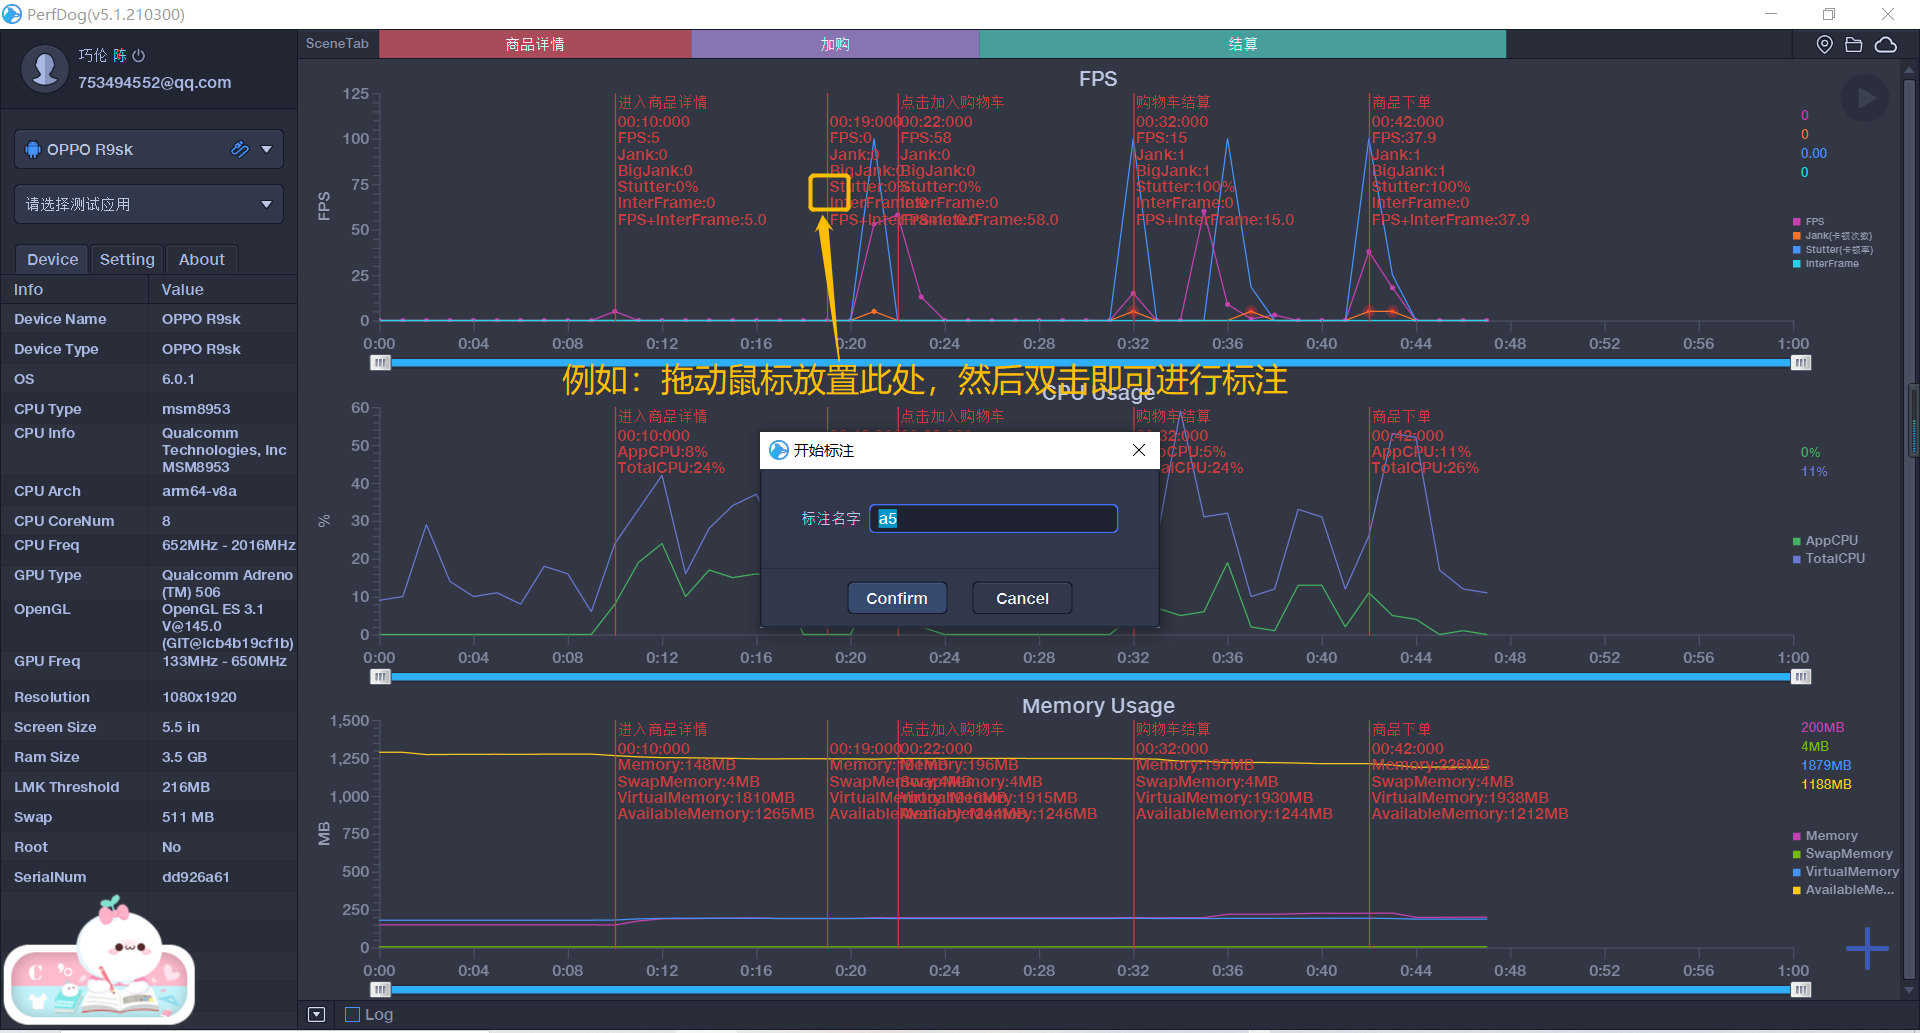 PerfDog(v5.1.210300)
巧伦 陈
753494552@qq.com
OPPO R9sk
请选择测试应用
Device
Setting
About
Info Value
Device Name OPPO R9sk
Device Type OPPO R9sk
OS 6.0.1
CPU Type msm8953
CPU Info Qualcomm
Technologies, Inc
MSM8953
CPU Arch arm64-v8a
CPU CoreNum 8
CPU Freq 652MHz - 2016MHz
GPU Type Qualcomm Adreno
(TM) 506
OpenGL OpenGL ES 3.1
V@145.0
(GIT@Icb4b19cf1b)
GPU Freq 133MHz - 650MHz
Resolution 1080x1920
Screen Size 5.5 in
Ram Size 3.5 GB
LMK Threshold 216MB
Swap 511 MB
Root No
SerialNum dd926a61
SceneTab
商品详情
加购
结算
FPS
FPS
125
100
75
50
25
0
进入商品详情
00:10:000
FPS:5
Jank:0
BigJank:0
Stutter:0%
InterFrame:0
FPS+InterFrame:5.0
00:19:000
FPS:0
Jank:0
BigJank:0
点击加入购物车
00:22:000
FPS:58
Jank:0
BigJank:0
Stutter:0%
InterFrame:0
FPS+InterFrame:58.0
购物车结算
00:32:000
FPS:15
Jank:1
BigJank:1
Stutter:100%
InterFrame:0
FPS+InterFrame:15.0
商品下单
00:42:000
FPS:37.9
Jank:1
BigJank:1
Stutter:100%
InterFrame:0
FPS+InterFrame:37.9
0
0
0.00
0
FPS
Jank(卡顿次数)
Stutter(卡顿率)
InterFrame
0:00 0:04 0:08 0:12 0:16 0:20 0:24 0:28 0:32 0:36 0:40 0:44 0:48 0:52 0:56 1:00
例如：拖动鼠标放置此处，然后双击即可进行标注
CPU Usage
%
60
50
40
30
20
10
0
进入商品详情
00:10:000
AppCPU:8%
TotalCPU:24%
点击加入购物车
购物车结算
32:000
pCPU:5%
alCPU:24%
商品下单
00:42:000
AppCPU:11%
TotalCPU:26%
0%
11%
AppCPU
TotalCPU
开始标注
标注名字 a5
Confirm Cancel
0:00 0:04 0:08 0:12 0:16 0:20 0:24 0:28 0:32 0:36 0:40 0:44 0:48 0:52 0:56 1:00
Memory Usage
MB
1,500
1,250
1,000
750
500
250
0
进入商品详情
00:10:000
Memory:148MB
SwapMemory:4MB
VirtualMemory:1810MB
AvailableMemory:1265MB
00:19:000
点击加入购物车
00:22:000
Memory:196MB
SwapMemory:4MB
VirtualMemory:1915MB
AvailableMemory:1246MB
购物车结算
00:32:000
Memory:197MB
SwapMemory:4MB
VirtualMemory:1930MB
AvailableMemory:1244MB
商品下单
00:42:000
Memory:226MB
SwapMemory:4MB
VirtualMemory:1938MB
AvailableMemory:1212MB
200MB
4MB
1879MB
1188MB
Memory
SwapMemory
VirtualMemory
AvailableMe...
0:00 0:04 0:08 0:12 0:16 0:20 0:24 0:28 0:32 0:36 0:40 0:44 0:48 0:52 0:56 1:00
Log